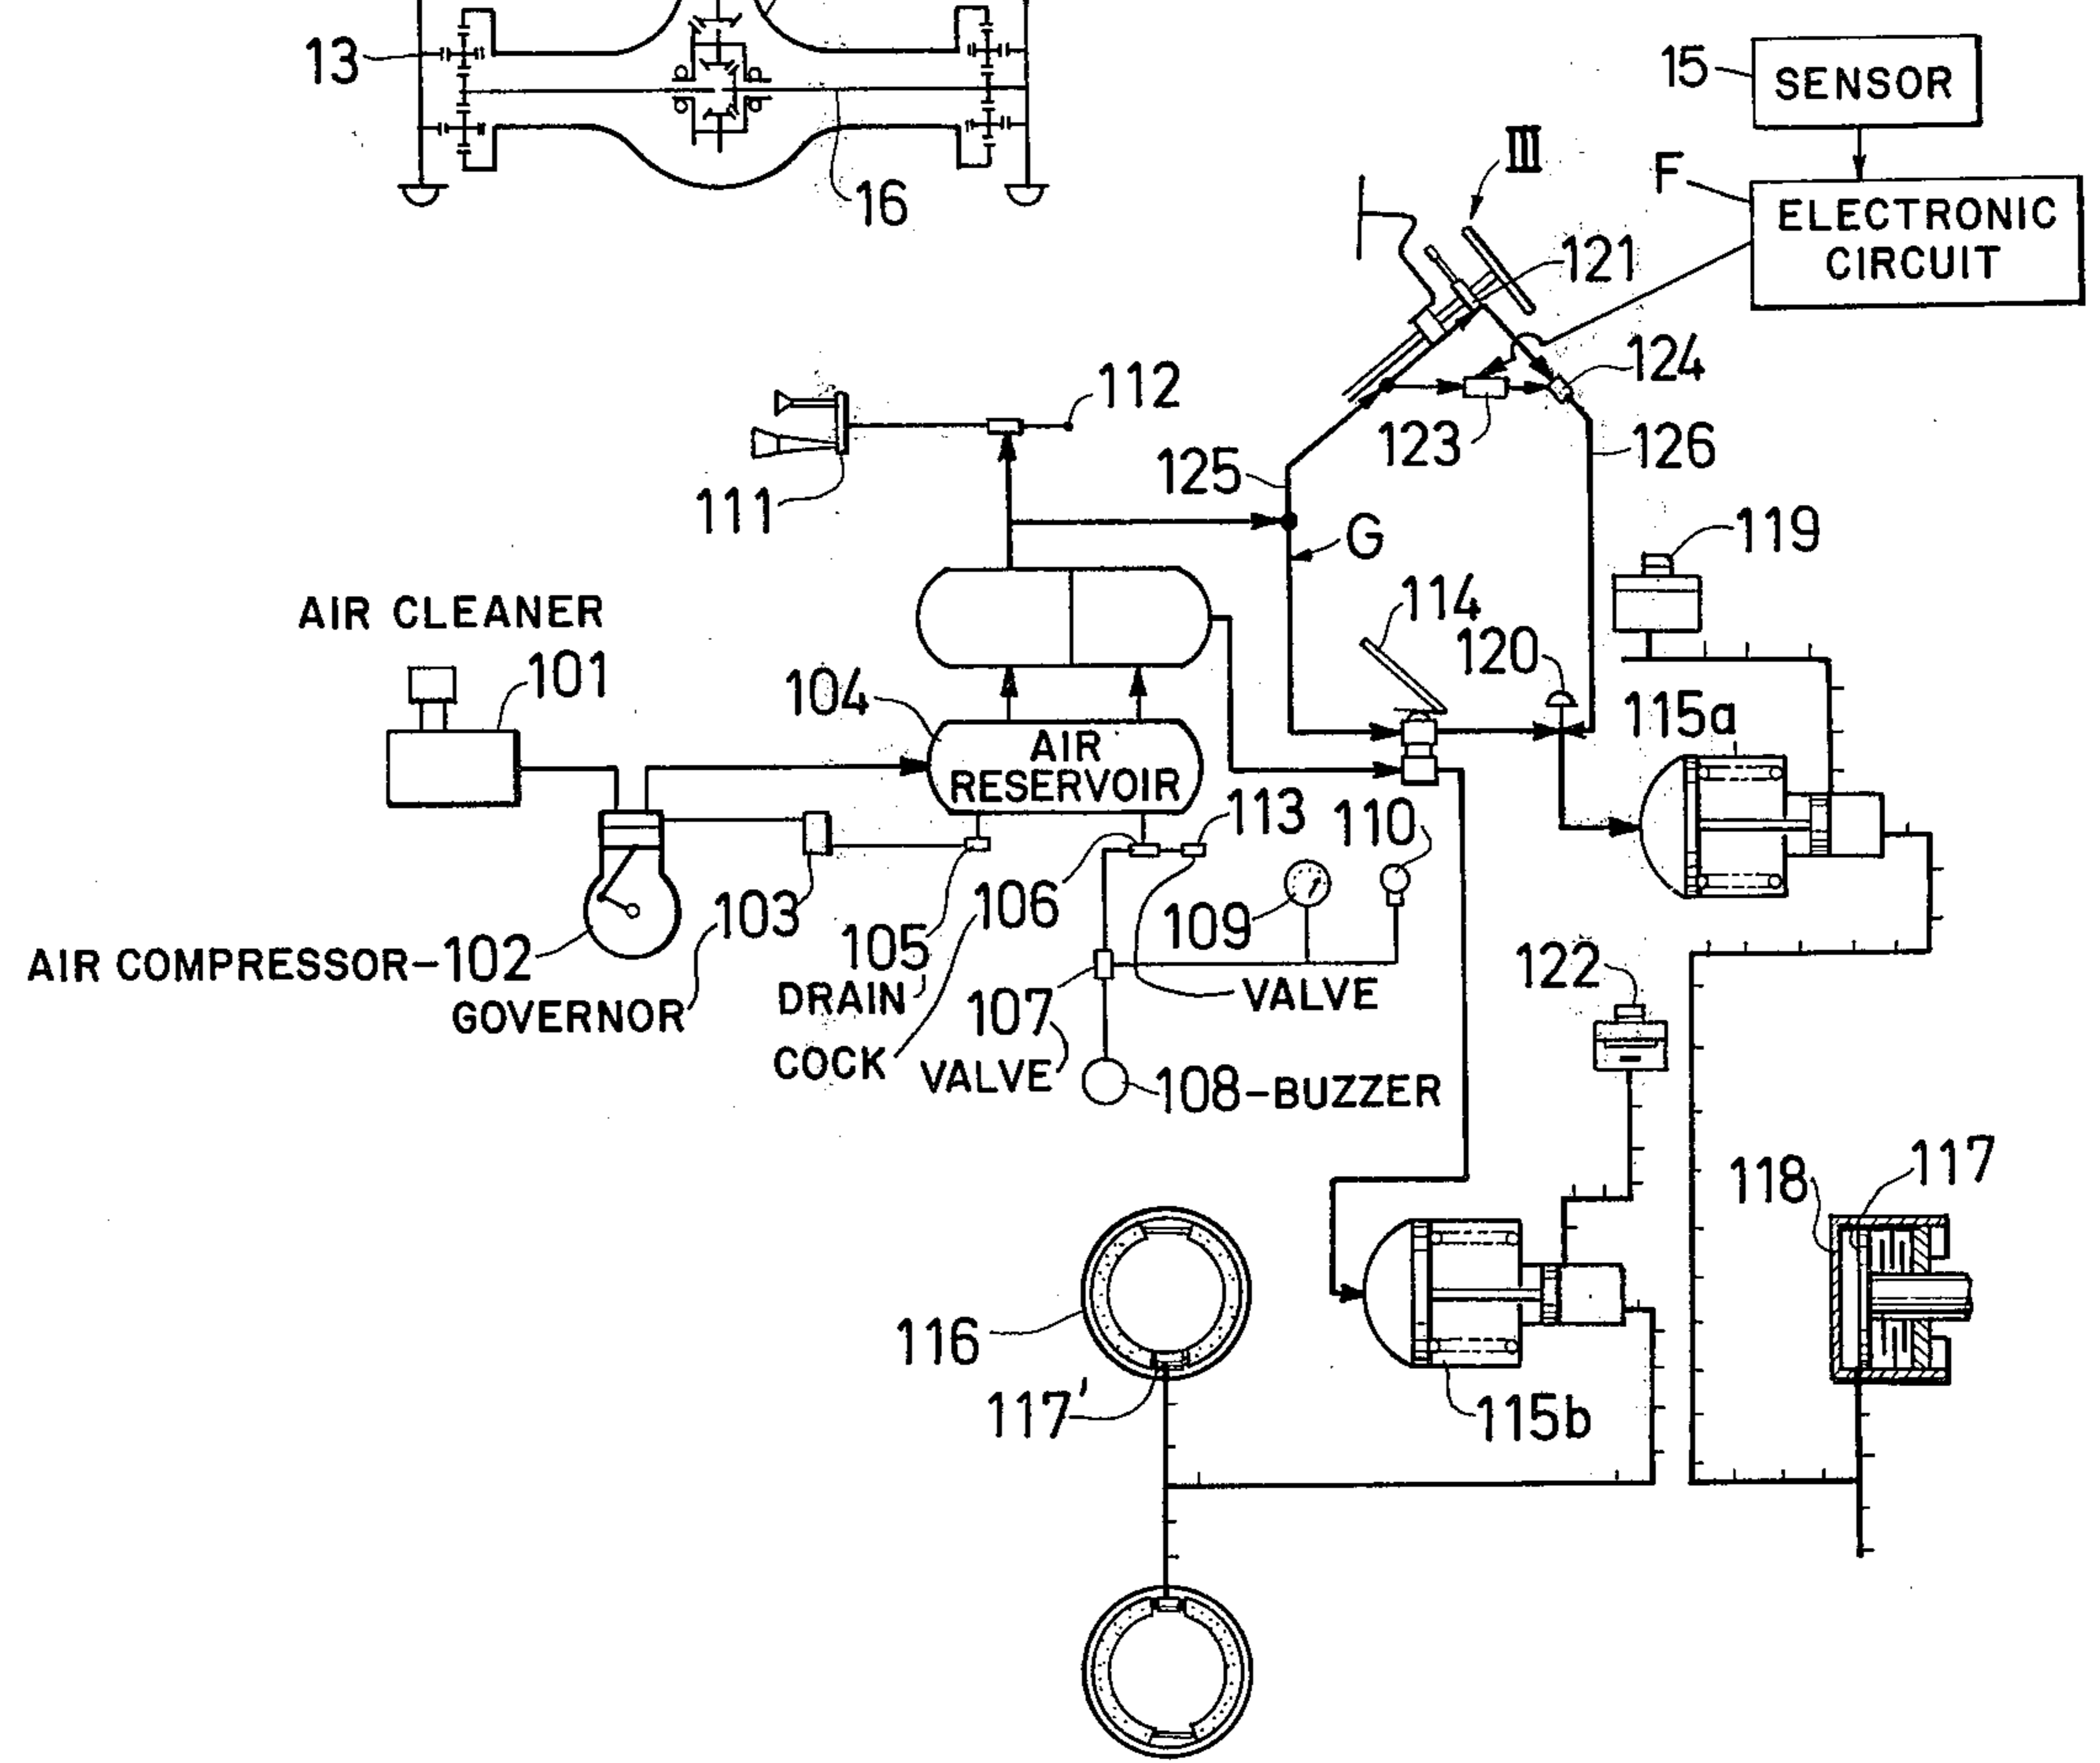 13
15
SENSOR
III
F
ELECTRONIC
CIRCUIT
16
121
124
112
123
126
125
111
G
119
114
AIR CLEANER
120
101
104
115a
AIR
RESERVOIR
113
110
106
103
109
105
122
AIR COMPRESSOR-102
DRAIN
VALVE
GOVERNOR
107
COCK
VALVE
108-BUZZER
118
117
116
117'
115b